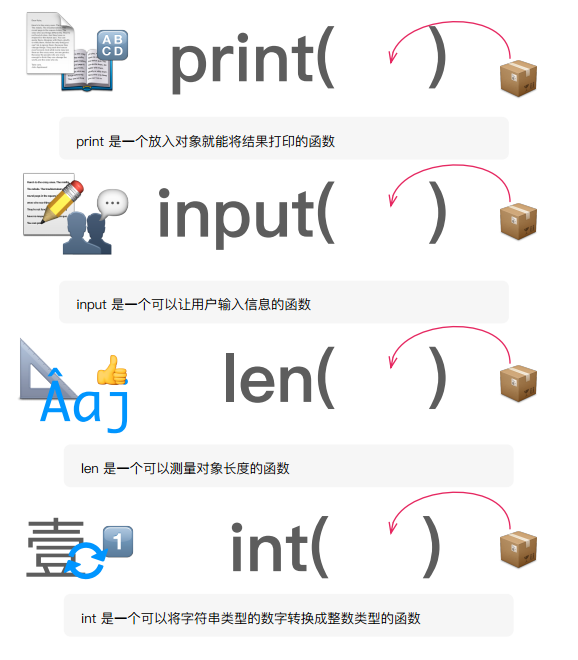 ABCD
print( )
print 是一个放入对象就能将结果打印的函数
input( )
input 是一个可以让用户输入信息的函数
Âaj
len( )
len 是一个可以测量对象长度的函数
壹
1
int( )
int 是一个可以将字符串类型的数字转换成整数类型的函数